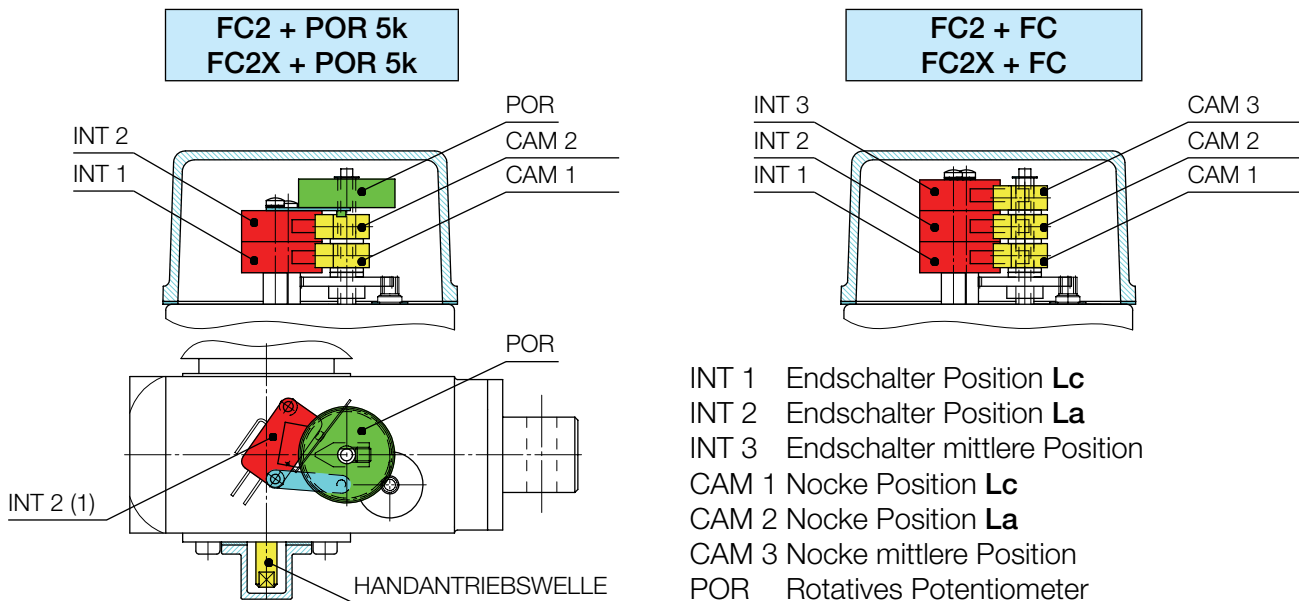 FC2 + POR 5k
FC2X + POR 5k
FC2 + FC
FC2X + FC
POR
INT 2
CAM 2
INT 1
CAM 1
INT 3
CAM 3
INT 2
CAM 2
INT 1
CAM 1
POR
INT 2 (1)
HANDANTRIEBSWELLE
INT 1 Endschalter Position Lc
INT 2 Endschalter Position La
INT 3 Endschalter mittlere Position
CAM 1 Nocke Position Lc
CAM 2 Nocke Position La
CAM 3 Nocke mittlere Position
POR Rotatives Potentiometer